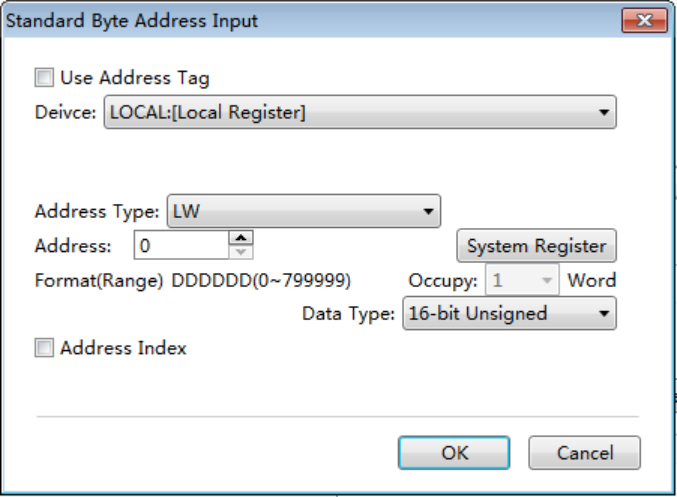 Standard Byte Address Input
Use Address Tag
Deivce: LOCAL:[Local Register]
Address Type: LW
Address: 0 System Register
Format(Range) DDDDDD(0~799999) Occupy: 1 Word
Data Type: 16-bit Unsigned
Address Index
OK Cancel